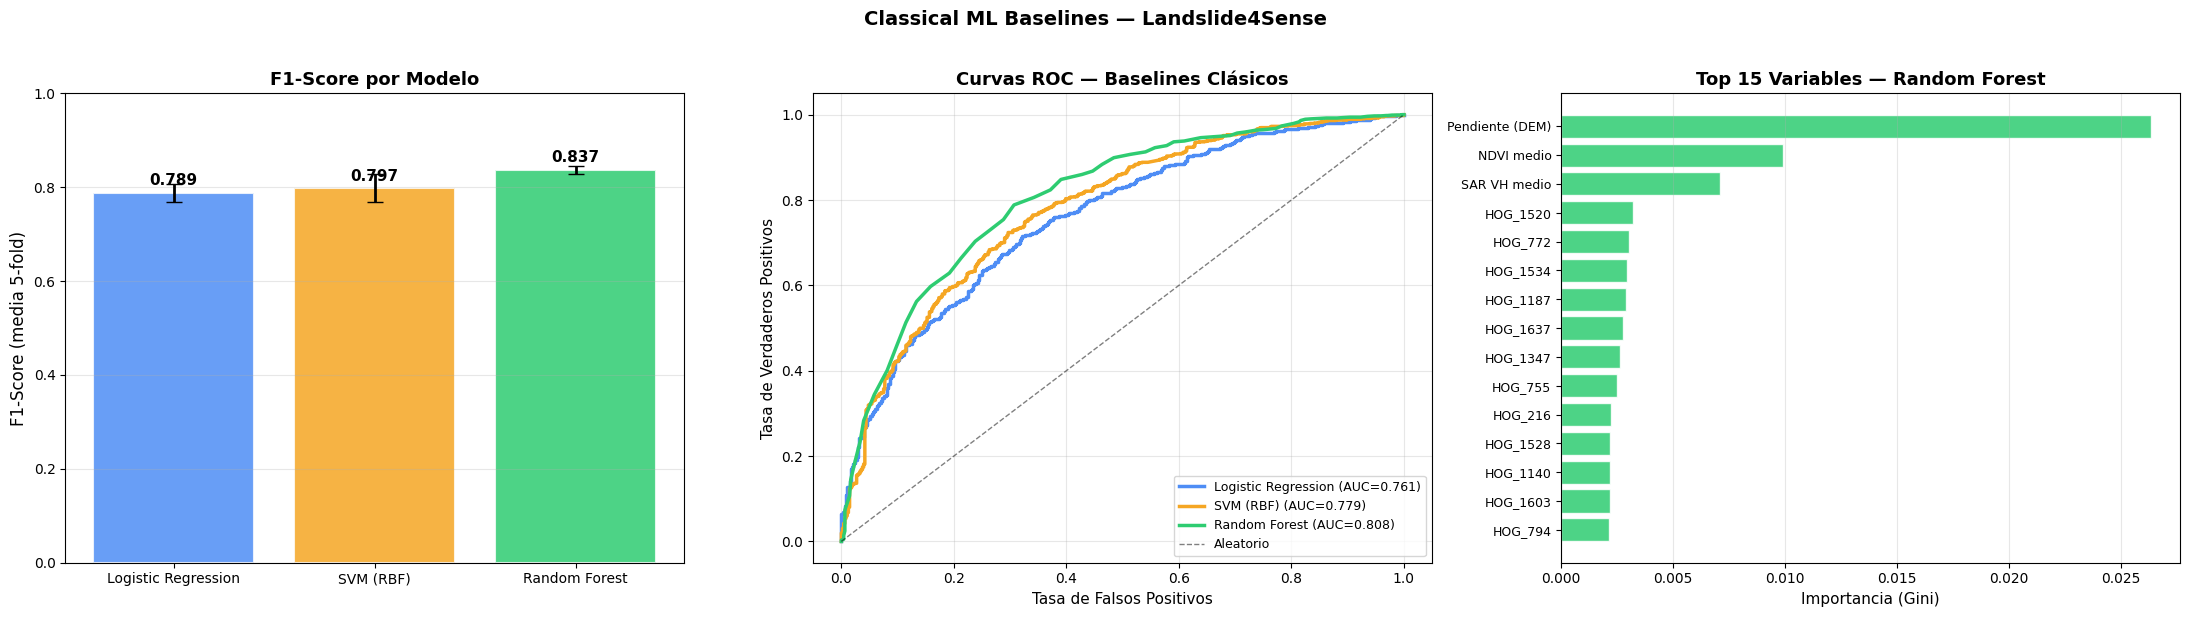 Classical ML Baselines — Landslide4Sense
F1-Score por Modelo
F1-Score (media 5-fold)
1.0
0.8
0.6
0.4
0.2
0.0
0.789
0.797
0.837
Logistic Regression
SVM (RBF)
Random Forest
Curvas ROC — Baselines Clásicos
Tasa de Verdaderos Positivos
1.0
0.8
0.6
0.4
0.2
0.0
Logistic Regression (AUC=0.761)
SVM (RBF) (AUC=0.779)
Random Forest (AUC=0.808)
Aleatorio
0.0
0.2
0.4
0.6
0.8
1.0
Tasa de Falsos Positivos
Top 15 Variables — Random Forest
Pendiente (DEM)
NDVI medio
SAR VH medio
HOG_1520
HOG_772
HOG_1534
HOG_1187
HOG_1637
HOG_1347
HOG_755
HOG_216
HOG_1528
HOG_1140
HOG_1603
HOG_794
0.000
0.005
0.010
0.015
0.020
0.025
Importancia (Gini)